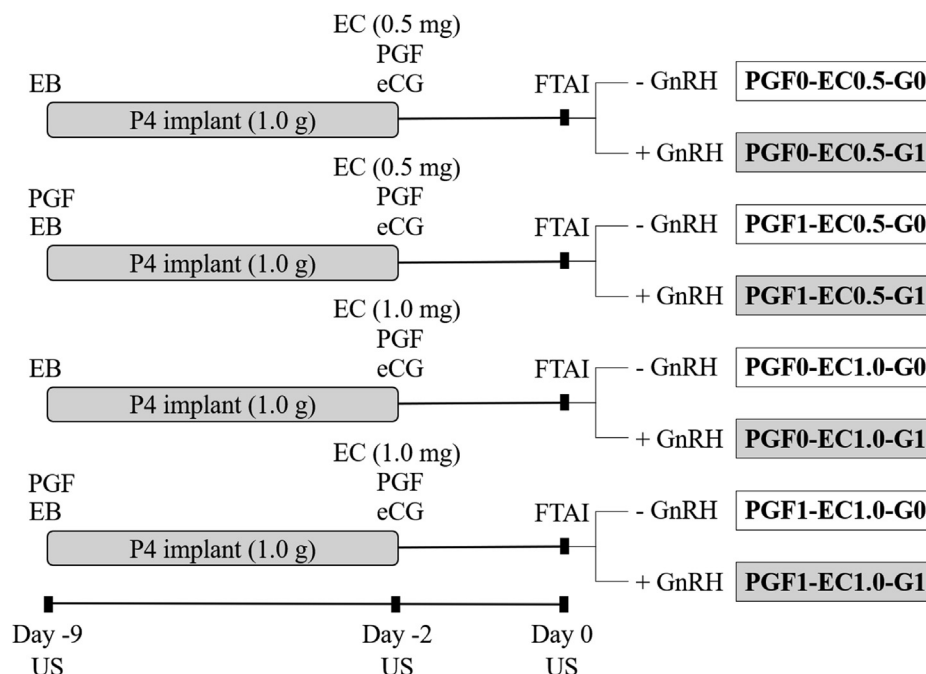 EC (0.5 mg)
PGF
EB eCG FTAI - GnRH PGF0-EC0.5-G0
P4 implant (1.0 g)
+ GnRH PGF0-EC0.5-G1
EC (0.5 mg)
PGF PGF
EB eCG FTAI - GnRH PGF1-EC0.5-G0
P4 implant (1.0 g)
+ GnRH PGF1-EC0.5-G1
EC (1.0 mg)
PGF
EB eCG FTAI - GnRH PGF0-EC1.0-G0
P4 implant (1.0 g)
+ GnRH PGF0-EC1.0-G1
EC (1.0 mg)
PGF PGF
EB eCG FTAI - GnRH PGF1-EC1.0-G0
P4 implant (1.0 g)
+ GnRH PGF1-EC1.0-G1
Day -9 Day -2 Day 0
US US US